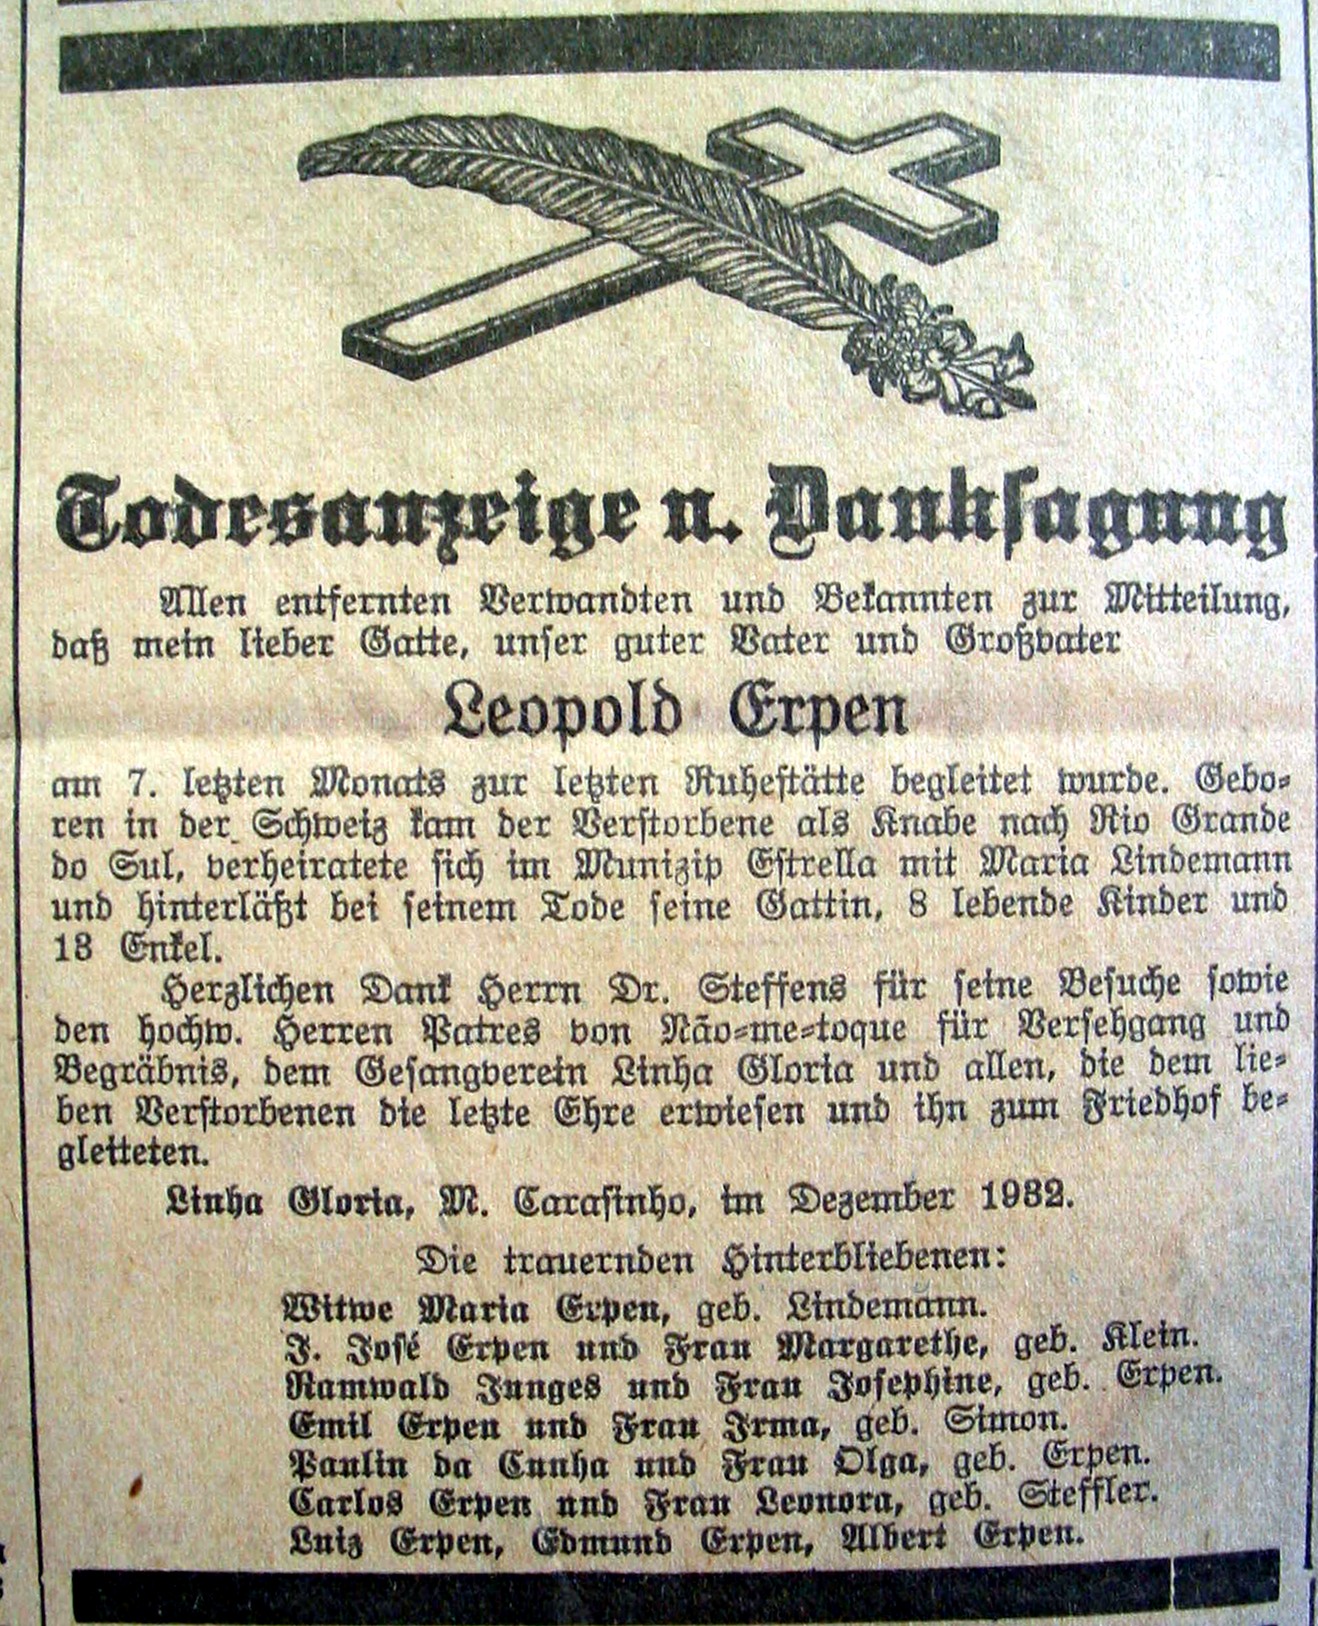 Todesanzeige u. Danksagung
Allen entfernten Verwandten und Bekannten zur Mitteilung,
daß mein lieber Gatte, unser guter Vater und Großvater
Leopold Erpen
am 7. letzten Monats zur letzten Ruhestätte begleitet wurde. Gebo-
ren in der Schweiz kam der Verstorbene als Knabe nach Rio Grande
do Sul, verheiratete sich im Munizip Estrella mit Maria Lindemann
und hinterläßt bei seinem Tode seine Gattin, 8 lebende Kinder und
18 Enkel.
Herzlichen Dank Herrn Dr. Steffens für seine Besuche sowie
den hochw. Herren Patres von Não-me-toque für Versehgang und
Begräbnis, dem Gesangverein Linha Gloria und allen, die dem lie-
ben Verstorbenen die letzte Ehre erwiesen und ihn zum Friedhof be-
gleiteten.
Linha Gloria, M. Carasinho, im Dezember 1932.
Die trauernden Hinterbliebenen:
Witwe Maria Erpen, geb. Lindemann.
J. José Erpen und Frau Margarethe, geb. Klein.
Ramwald Junges und Frau Josephine, geb. Erpen.
Emil Erpen und Frau Irma, geb. Simon.
Paulin da Cunha und Frau Olga, geb. Erpen.
Carlos Erpen und Frau Leonora, geb. Steffler.
Luiz Erpen, Edmund Erpen, Albert Erpen.